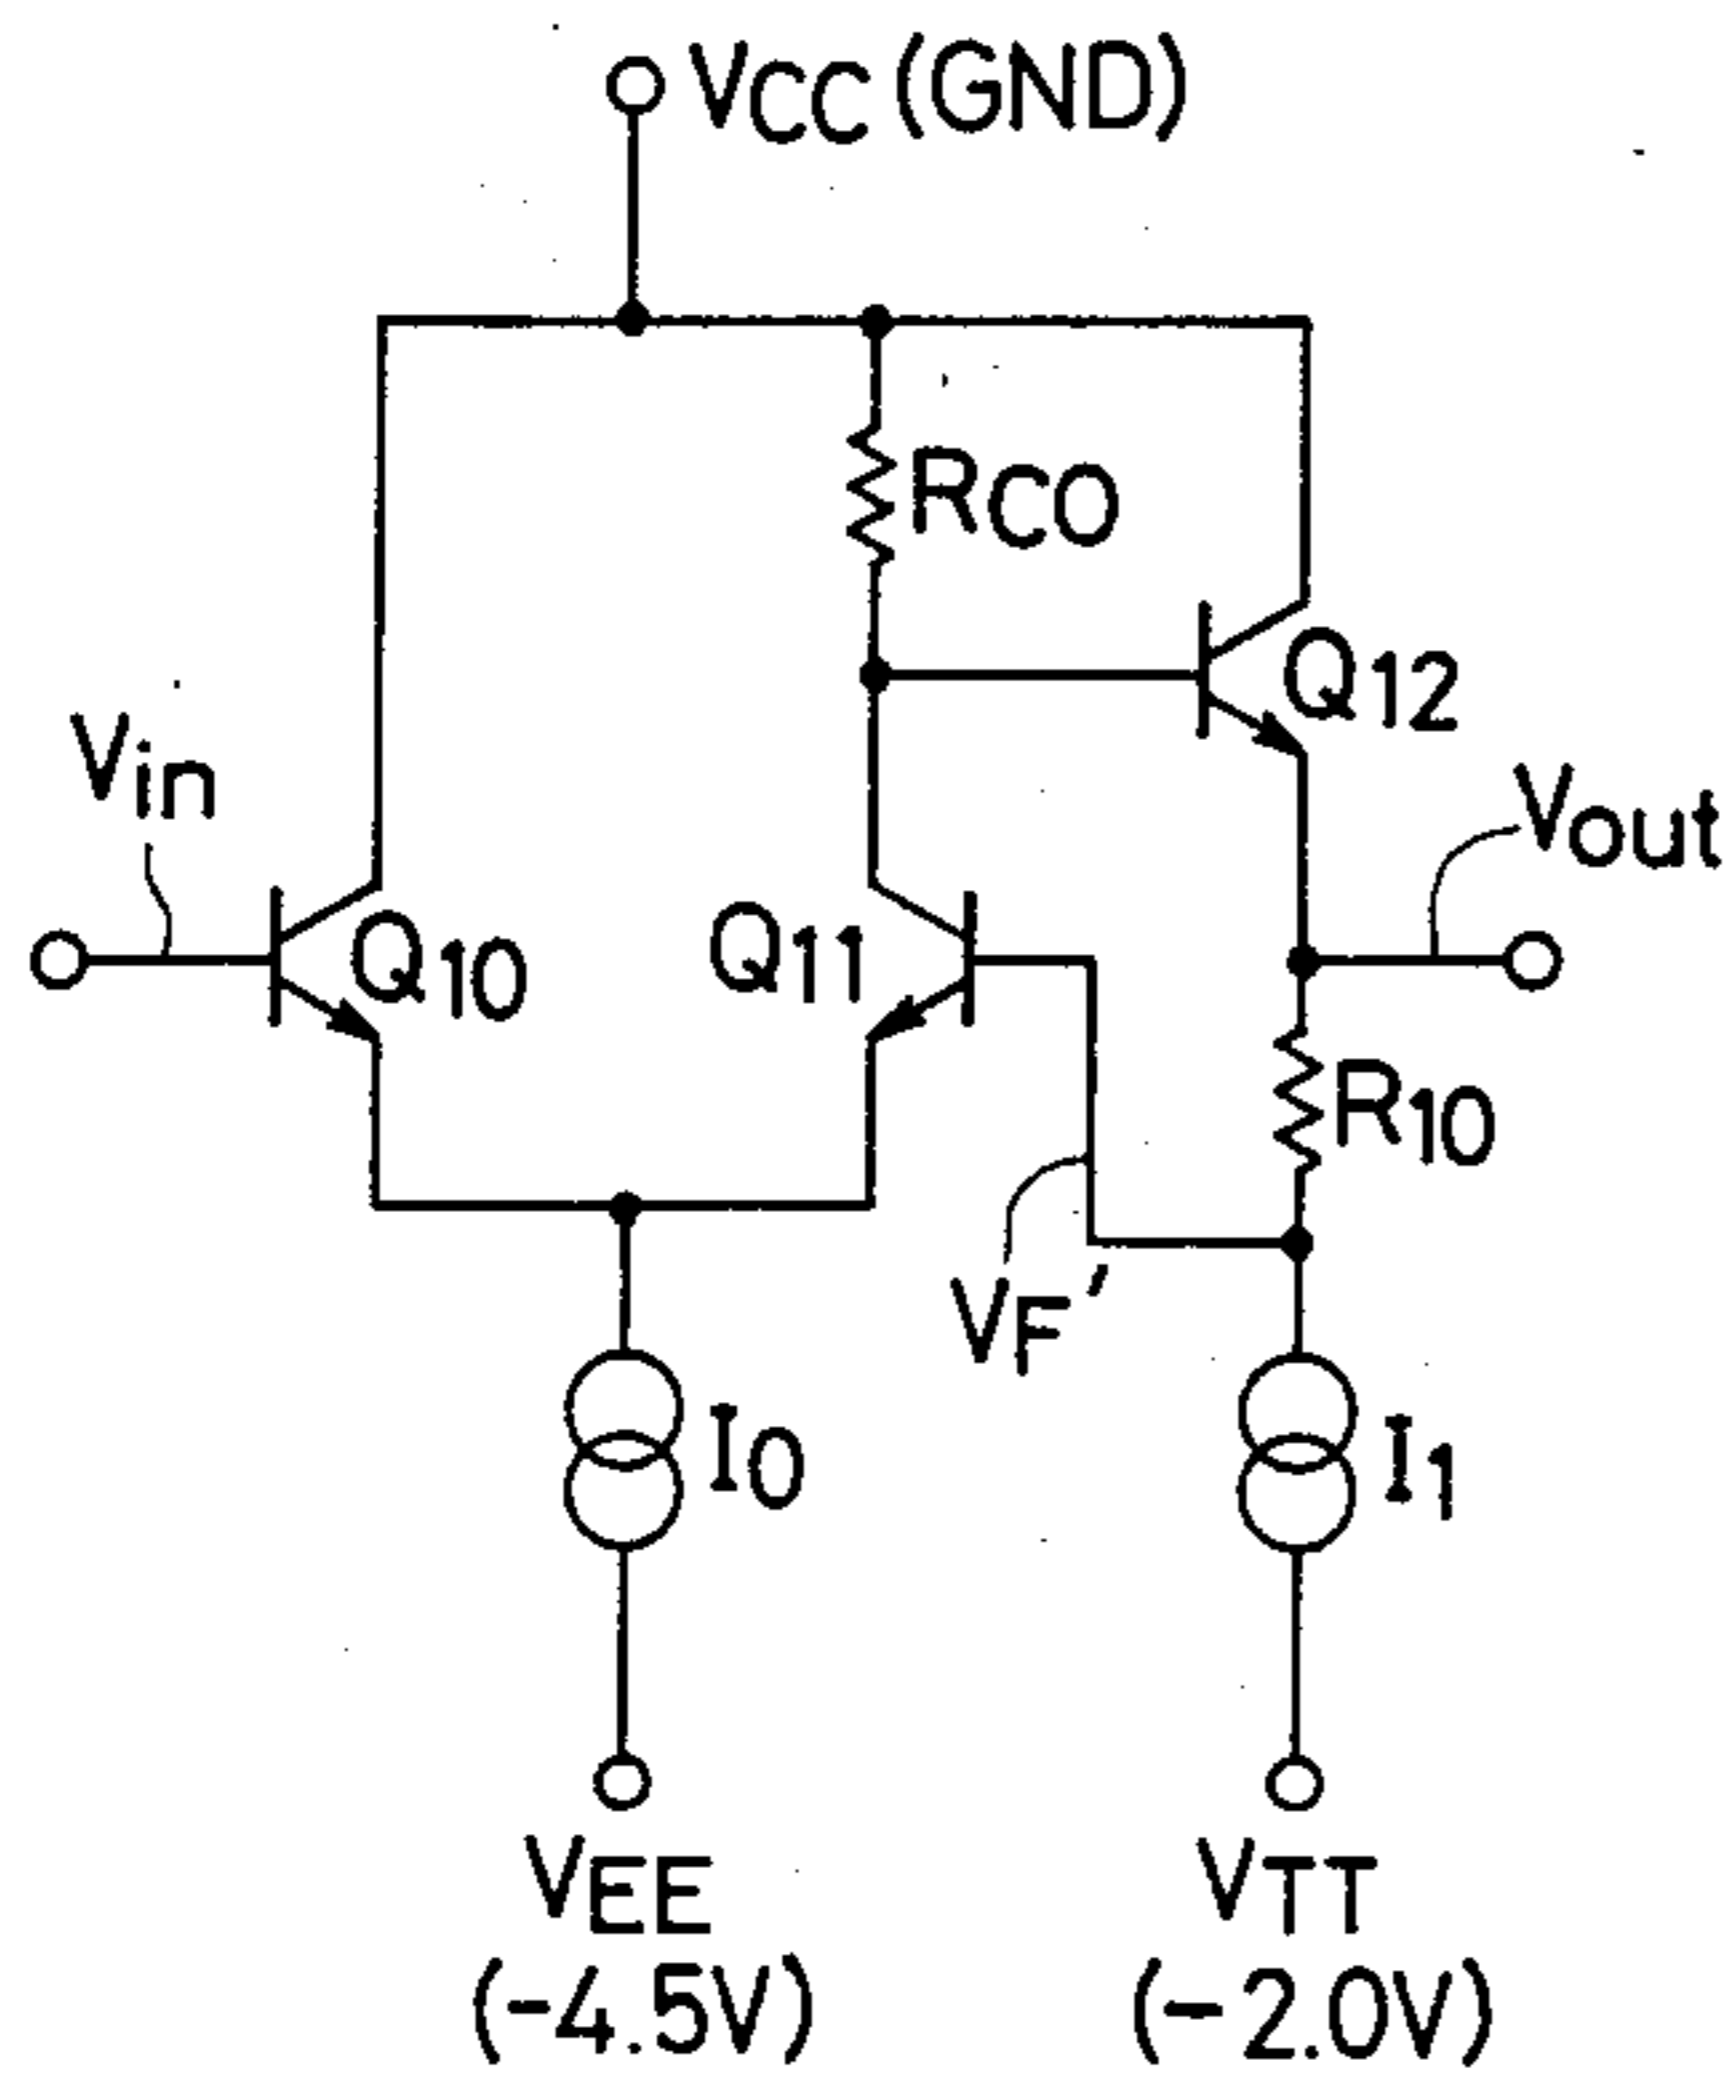 VCC (GND)
RCO
Q12
Vin
Vout
Q10
Q11
R10
VF'
I0
I1
VEE
(-4.5V)
VTT
(-2.0V)